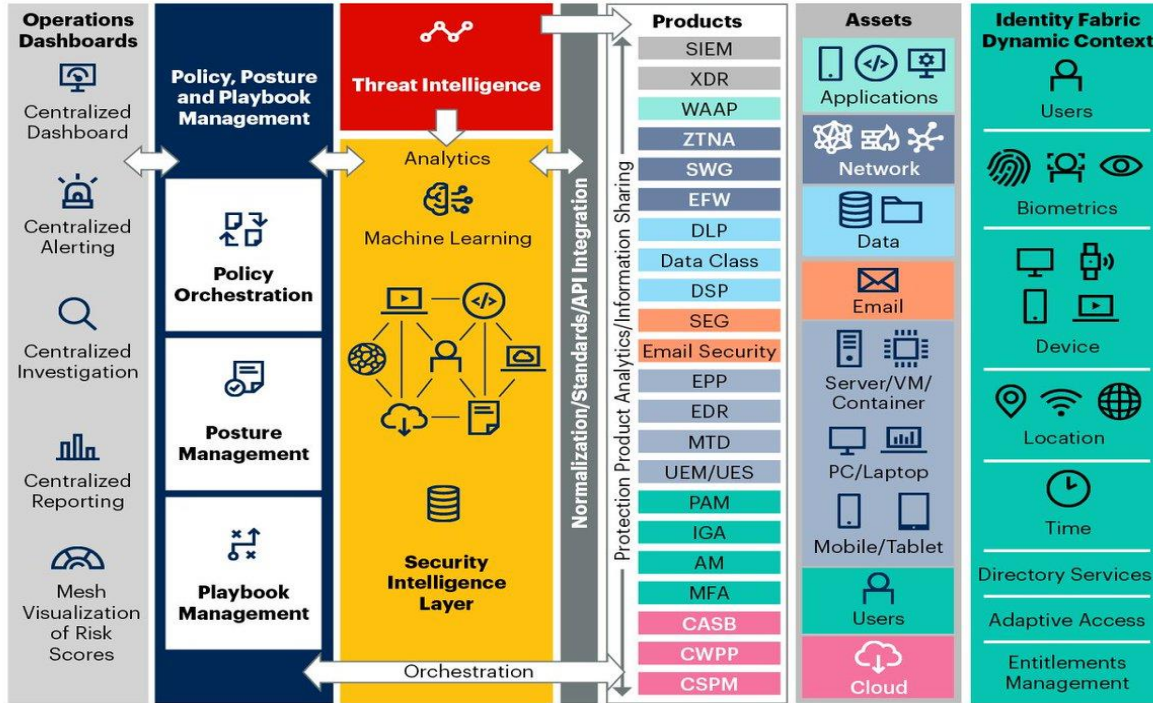 Operations
Dashboards
Centralized
Dashboard
Centralized
Alerting
Centralized
Investigation
Centralized
Reporting
Mesh
Visualization
of Risk
Scores
Policy, Posture
and Playbook
Management
Policy
Orchestration
Posture
Management
Playbook
Management
Threat Intelligence
Analytics
Machine Learning
Security
Intelligence
Layer
Orchestration
Normalization/Standards/API Integration
Protection Product Analytics/Information Sharing
Products
SIEM
XDR
WAAP
ZTNA
SWG
EFW
DLP
Data Class
DSP
SEG
Email Security
EPP
EDR
MTD
UEM/UES
PAM
IGA
AM
MFA
CASB
CWPP
CSPM
Assets
Applications
Network
Data
Email
Server/VM/
Container
PC/Laptop
Mobile/Tablet
Users
Cloud
Identity Fabric
Dynamic Context
Users
Biometrics
Device
Location
Time
Directory Services
Adaptive Access
Entitlements
Management